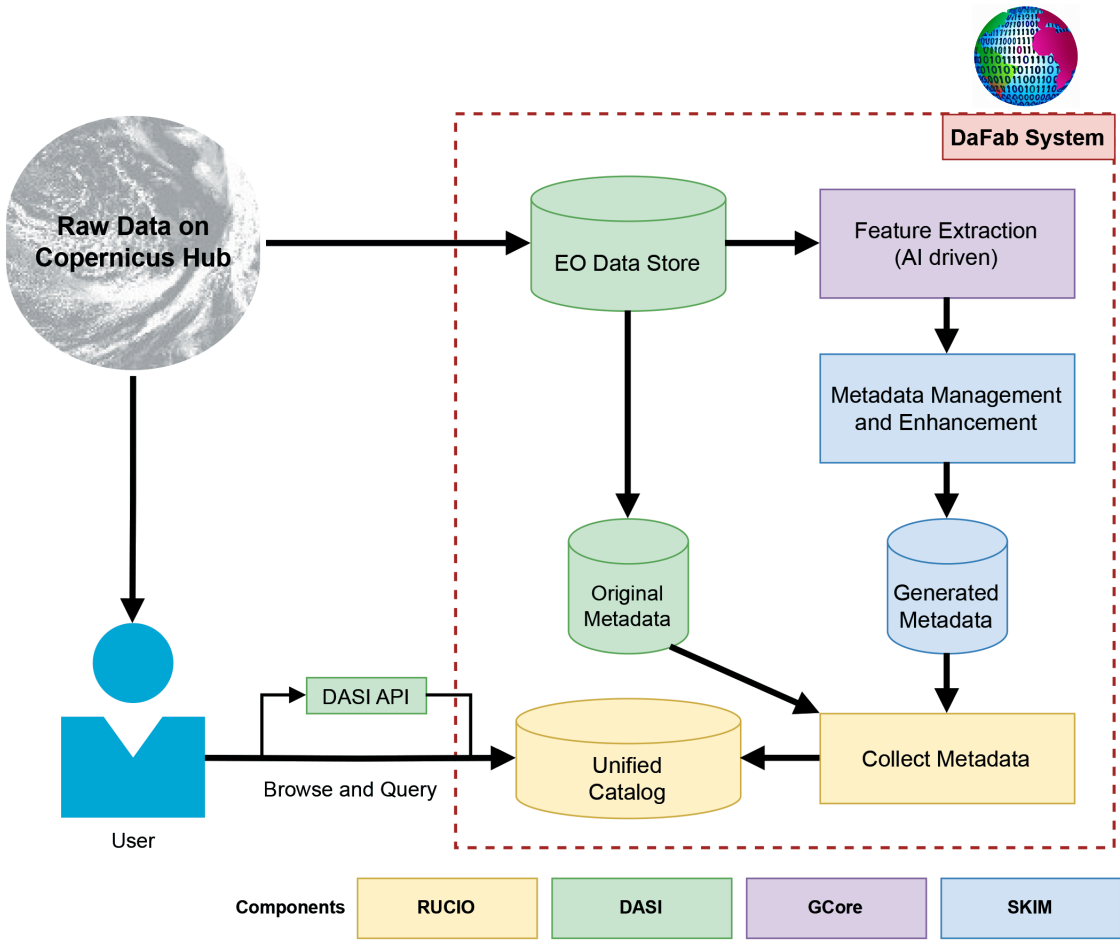 DaFab System
Raw Data on
Copernicus Hub
EO Data Store
Feature Extraction
(AI driven)
Metadata Management
and Enhancement
Original
Metadata
Generated
Metadata
DASI API
Browse and Query
User
Unified
Catalog
Collect Metadata
Components
RUCIO
DASI
GCore
SKIM